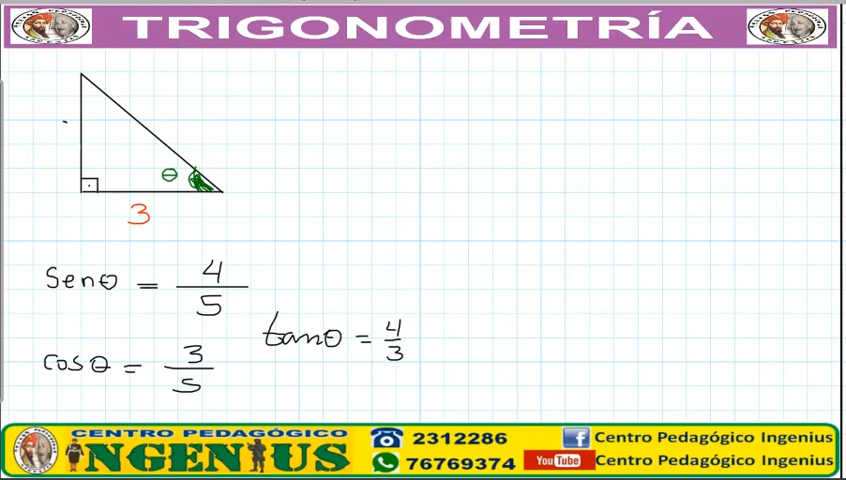 TRIGONOMETRÍA
θ
3
senθ = 4/5
tanθ = 4/3
cosθ = 3/5
CENTRO PEDAGÓGICO
INGENIUS
2312286
76769374
f Centro Pedagógico Ingenius
YouTube Centro Pedagógico Ingenius